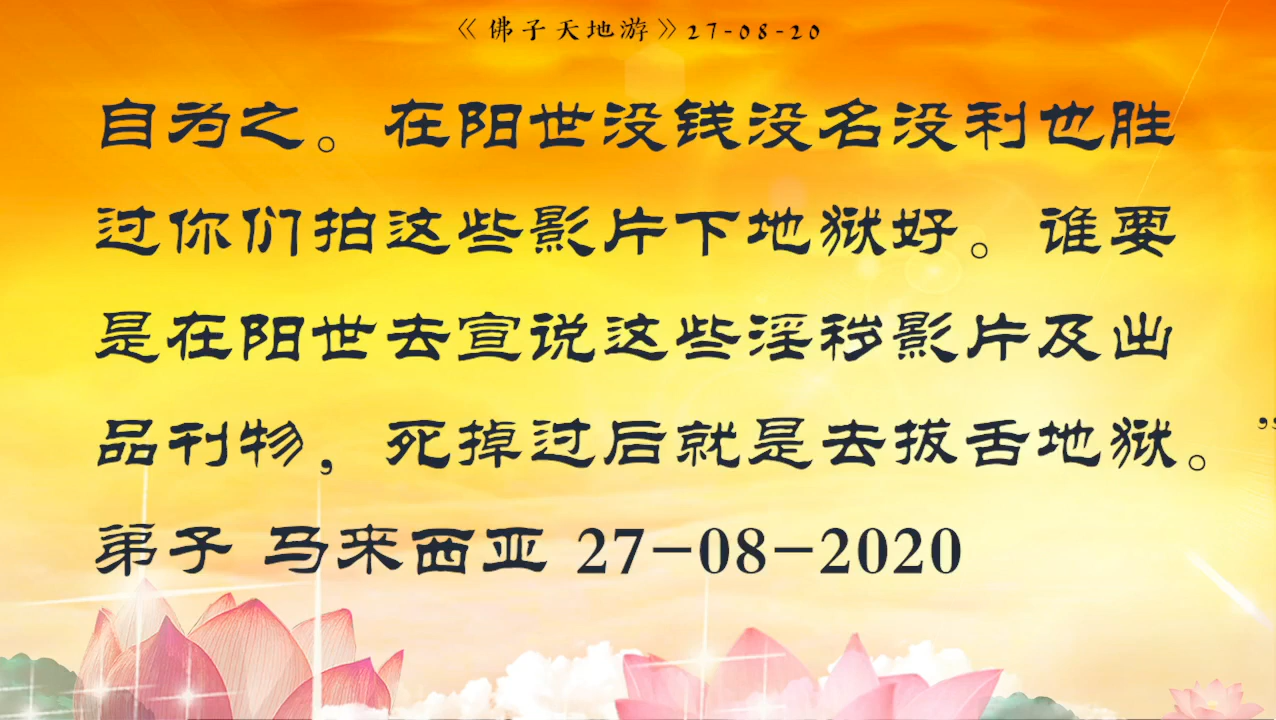 《佛子天地游》27-08-20
自为之。在阳世没钱没名没利也胜
过你们拍这些影片下地狱好。谁要
是在阳世去宣说这些淫秽影片及出
品刊物，死掉过后就是去拔舌地狱。”
弟子 马来西亚 27-08-2020